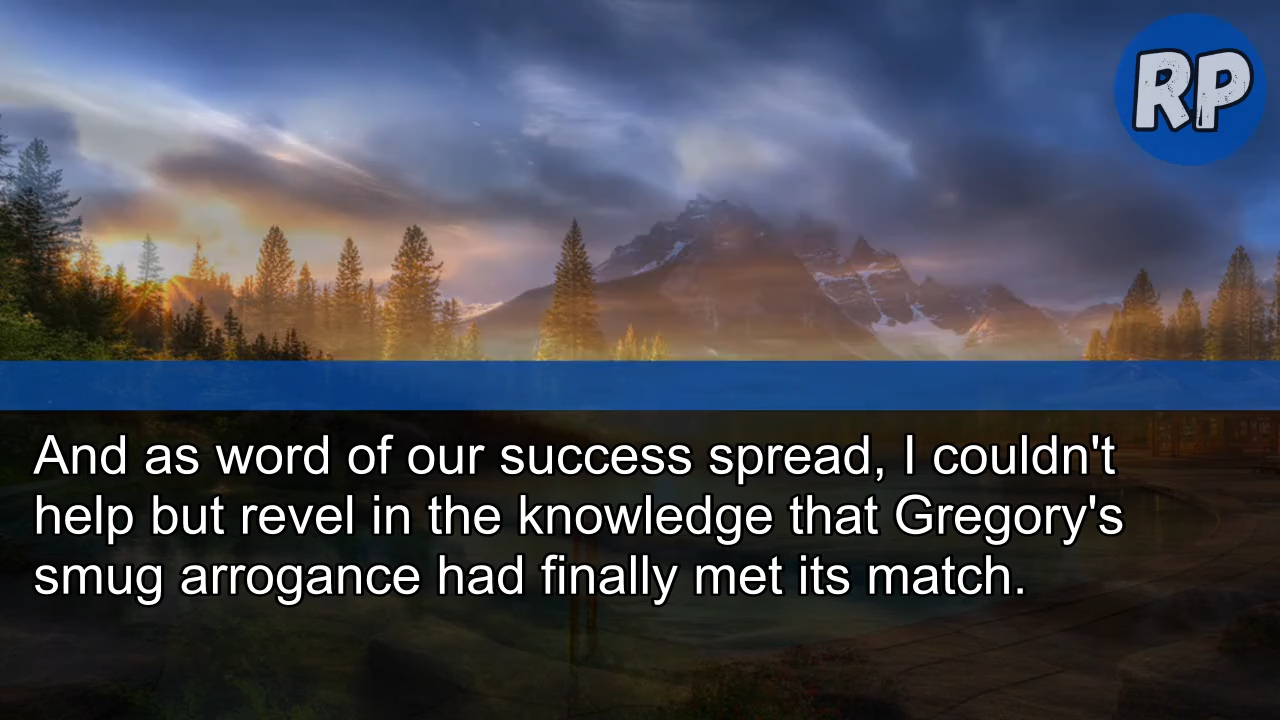 RP
And as word of our success spread, I couldn't
help but revel in the knowledge that Gregory's
smug arrogance had finally met its match.